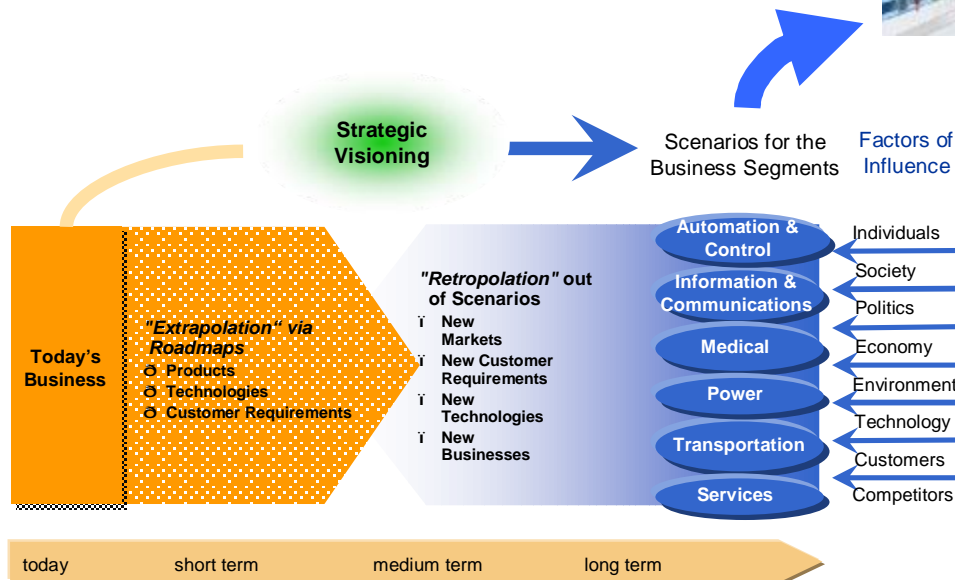 Strategic
Visioning
Scenarios for the
Business Segments
Factors of
Influence
Today's
Business
"Extrapolation“ via
Roadmaps
ð Products
ð Technologies
ð Customer Requirements
"Retropolation" out
of Scenarios
ï New
Markets
ï New Customer
Requirements
ï New
Technologies
ï New
Businesses
Automation &
Control
Information &
Communications
Medical
Power
Transportation
Services
Individuals
Society
Politics
Economy
Environment
Technology
Customers
Competitors
today short term medium term long term